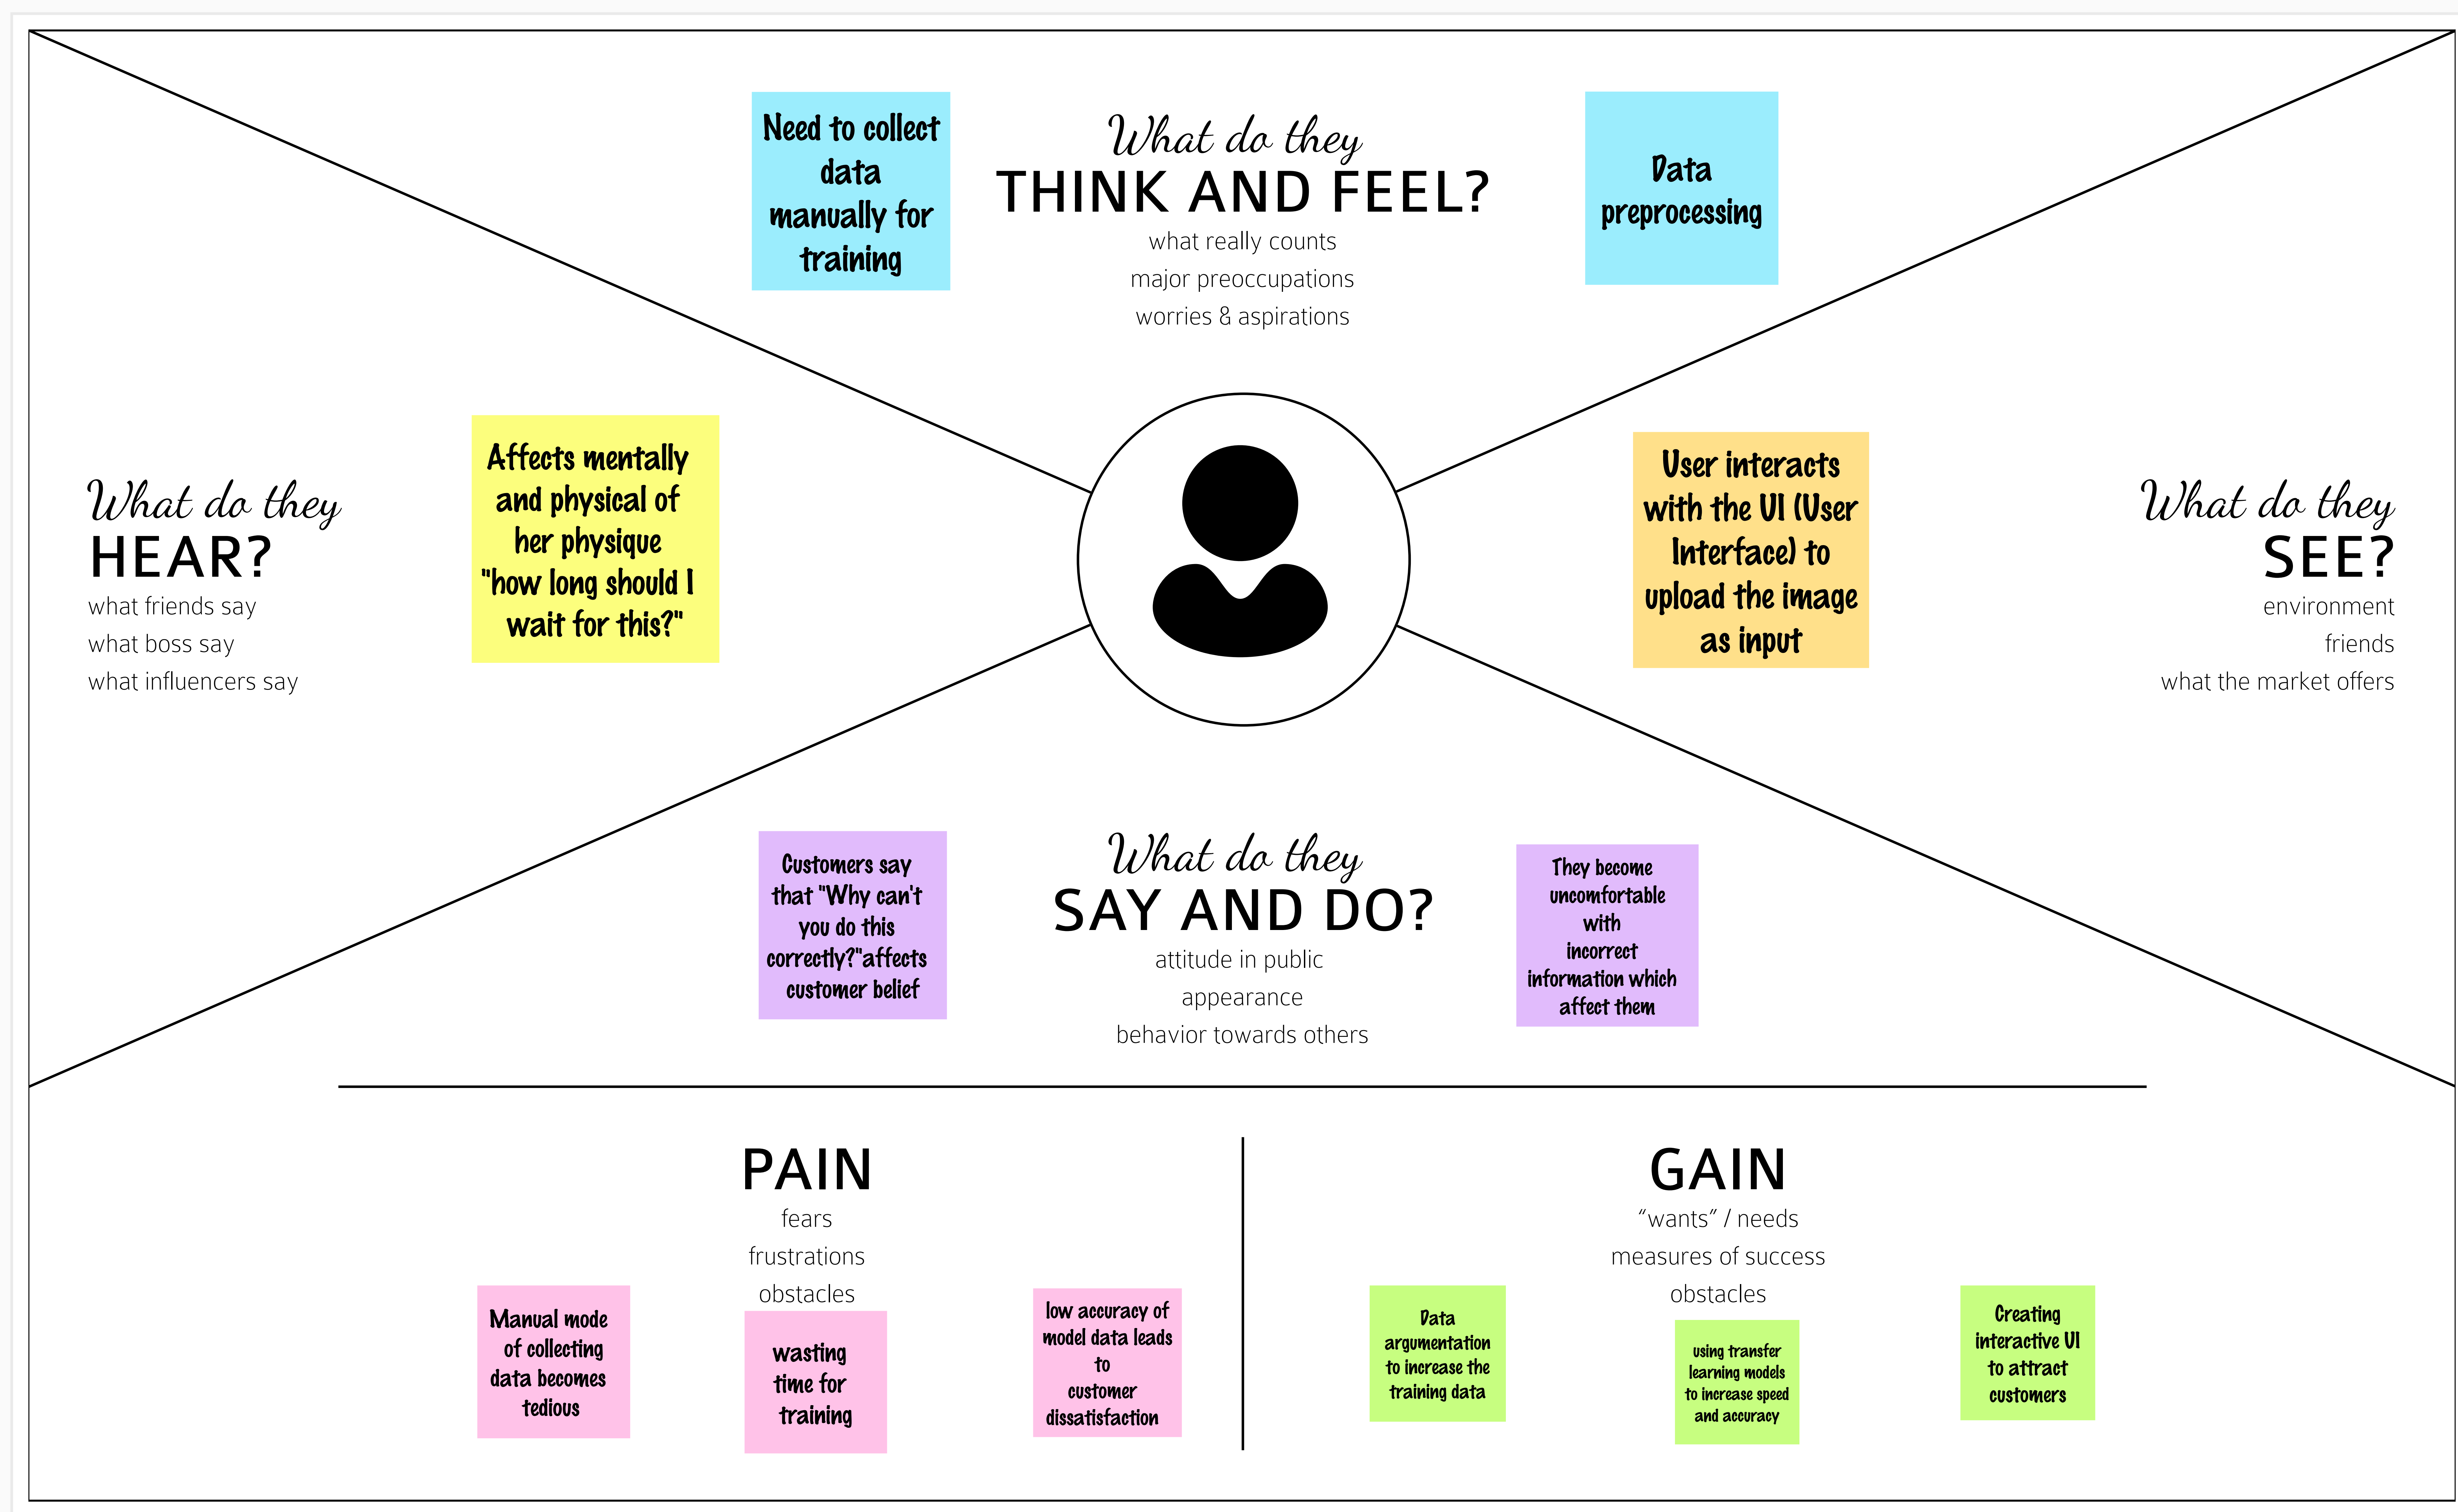 Need to collect
data
manually for
training
What do they
THINK AND FEEL?
what really counts
major preoccupations
worries & aspirations
Data
preprocessing
What do they
HEAR?
what friends say
what boss say
what influencers say
Affects mentally
and physical of
her physique
"how long should I
wait for this?"
User interacts
with the UI (User
Interface) to
upload the image
as input
What do they
SEE?
environment
friends
what the market offers
Customers say
that "Why can't
you do this
correctly?"affects
customer belief
What do they
SAY AND DO?
attitude in public
appearance
behavior towards others
They become
uncomfortable
with
incorrect
information which
affect them
PAIN
fears
frustrations
obstacles
Manual mode
of collecting
data becomes
tedious
wasting
time for
training
low accuracy of
model data leads
to
customer
dissatisfaction
GAIN
“wants” / needs
measures of success
obstacles
Data
argumentation
to increase the
training data
using transfer
learning models
to increase speed
and accuracy
Creating
interactive UI
to attract
customers